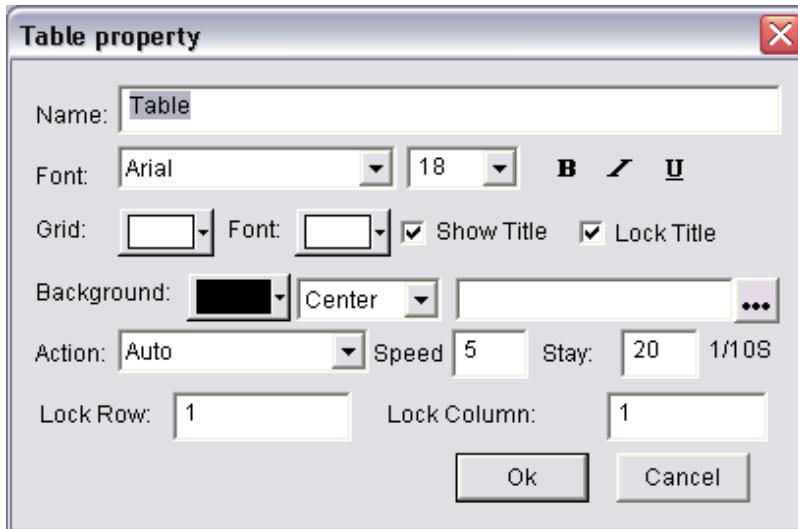 Table property
Name: Table
Font: Arial 18 B I U
Grid: Font: Show Title Lock Title
Background: Center ...
Action: Auto Speed 5 Stay: 20 1/10S
Lock Row: 1 Lock Column: 1
Ok Cancel